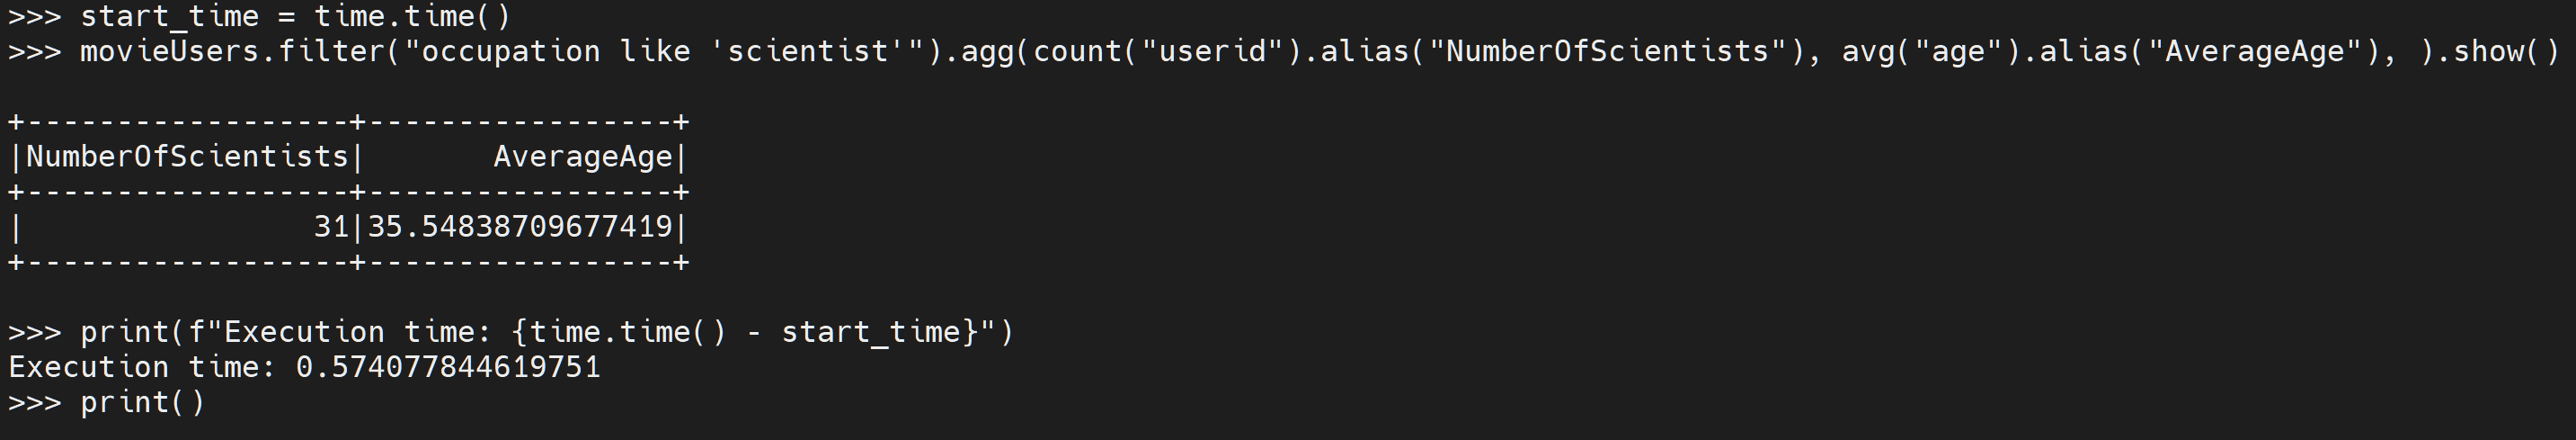 >>> start_time = time.time()
>>> movieUsers.filter("occupation like 'scientist'").agg(count("userid").alias("NumberOfScientists"), avg("age").alias("AverageAge"), ).show()
+------------------+----------------+
|NumberOfScientists|      AverageAge|
+------------------+----------------+
|                31|35.54838709677419|
+------------------+----------------+
>>> print(f"Execution time: {time.time() - start_time}")
Execution time: 0.574077844619751
>>> print()